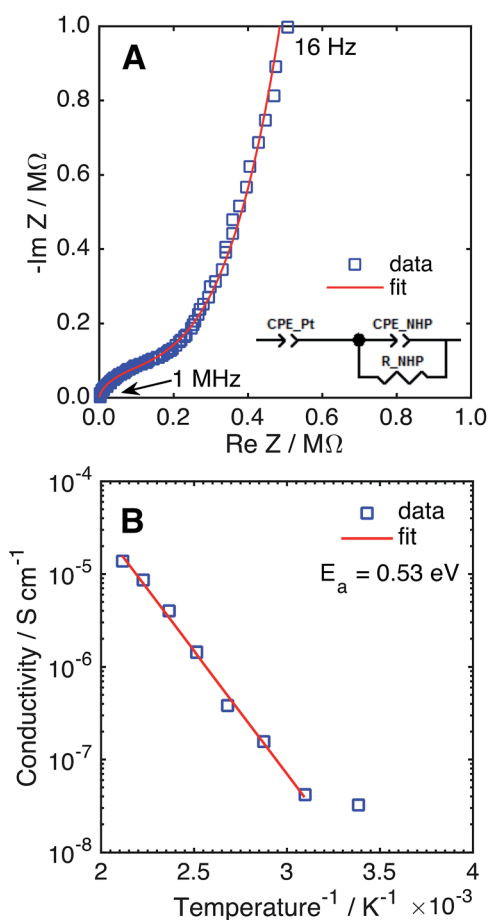 A
1.0
0.8
0.6
0.4
0.2
0.0
-Im Z / MΩ
16 Hz
data
fit
CPE_Pt
CPE_NHP
R_NHP
1 MHz
0.0 0.2 0.4 0.6 0.8 1.0
Re Z / MΩ
B
10⁻⁴
10⁻⁵
10⁻⁶
10⁻⁷
10⁻⁸
Conductivity / S cm⁻¹
data
fit
Eₐ = 0.53 eV
2 2.5 3 3.5 4
Temperature⁻¹ / K⁻¹ ×10⁻³